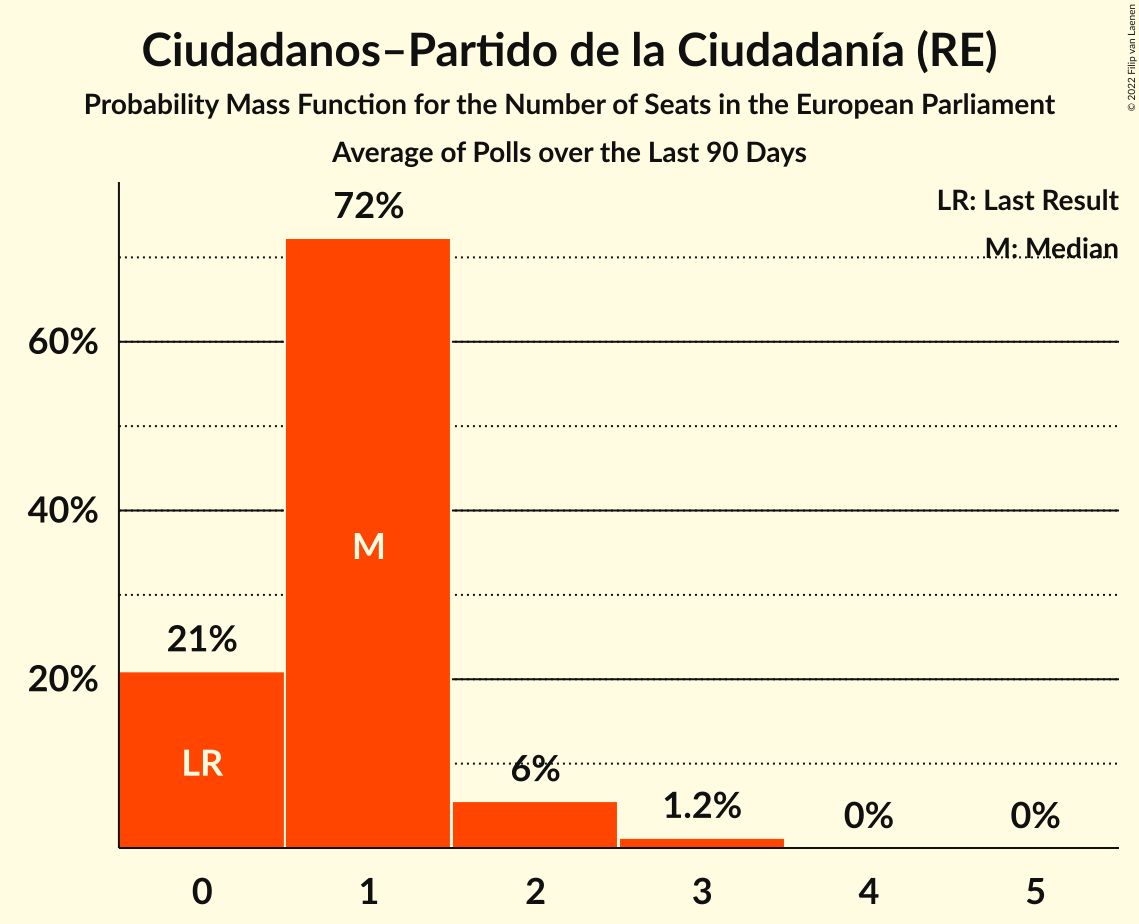 Ciudadanos–Partido de la Ciudadanía (RE)
Probability Mass Function for the Number of Seats in the European Parliament
Average of Polls over the Last 90 Days
© 2022 Filip van Laenen
LR: Last Result
M: Median
72%
60%
40%
M
21%
20%
LR
6%
1.2%
0%
0%
0 1 2 3 4 5